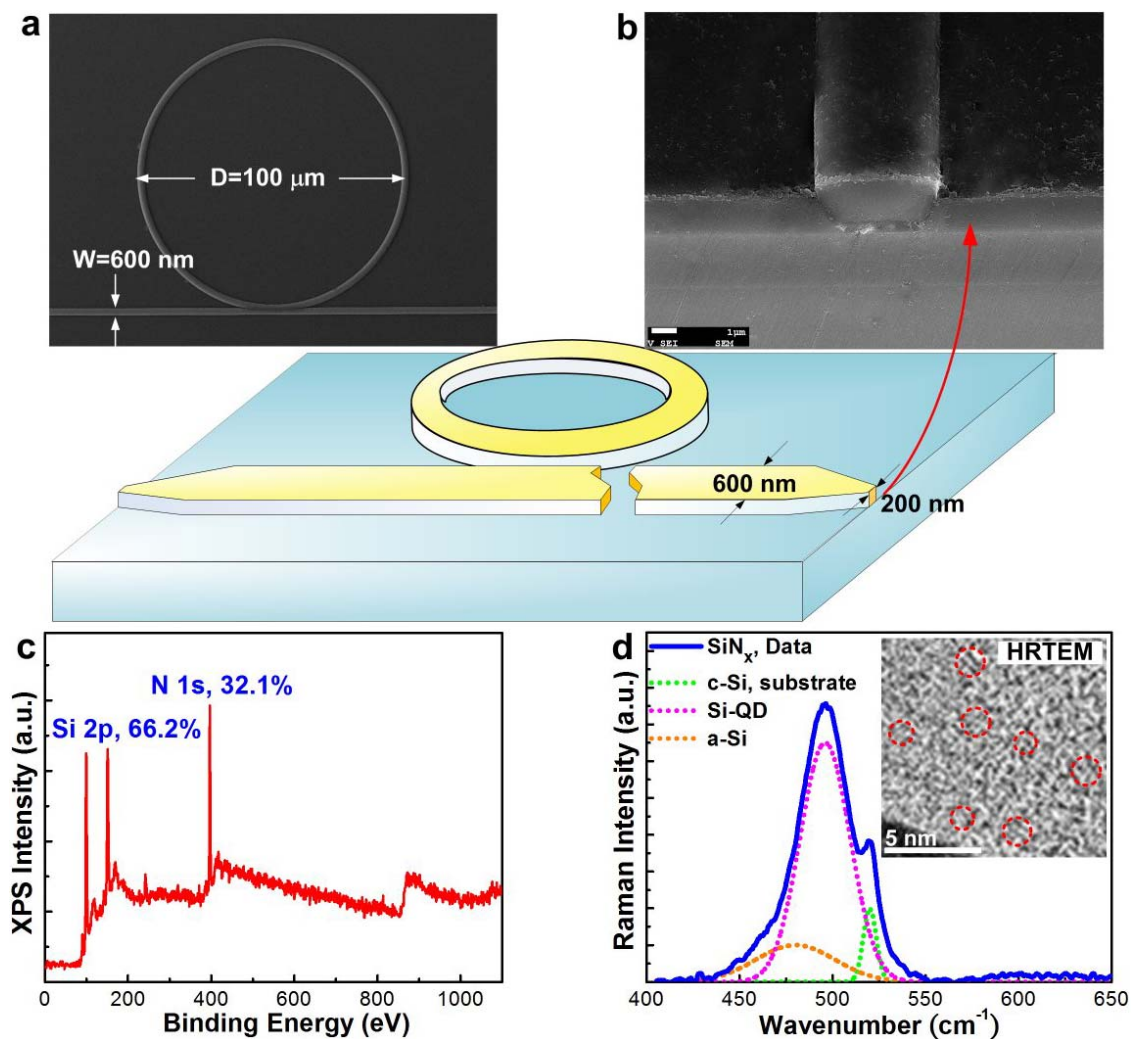 a
D=100 μm
W=600 nm
b
1μm
V SEI SEM
600 nm
200 nm
c
N 1s, 32.1%
Si 2p, 66.2%
XPS Intensity (a.u.)
0 200 400 600 800 1000
Binding Energy (eV)
d
SiNx, Data
c-Si, substrate
Si-QD
a-Si
HRTEM
5 nm
Raman Intensity (a.u.)
400 450 500 550 600 650
Wavenumber (cm⁻¹)